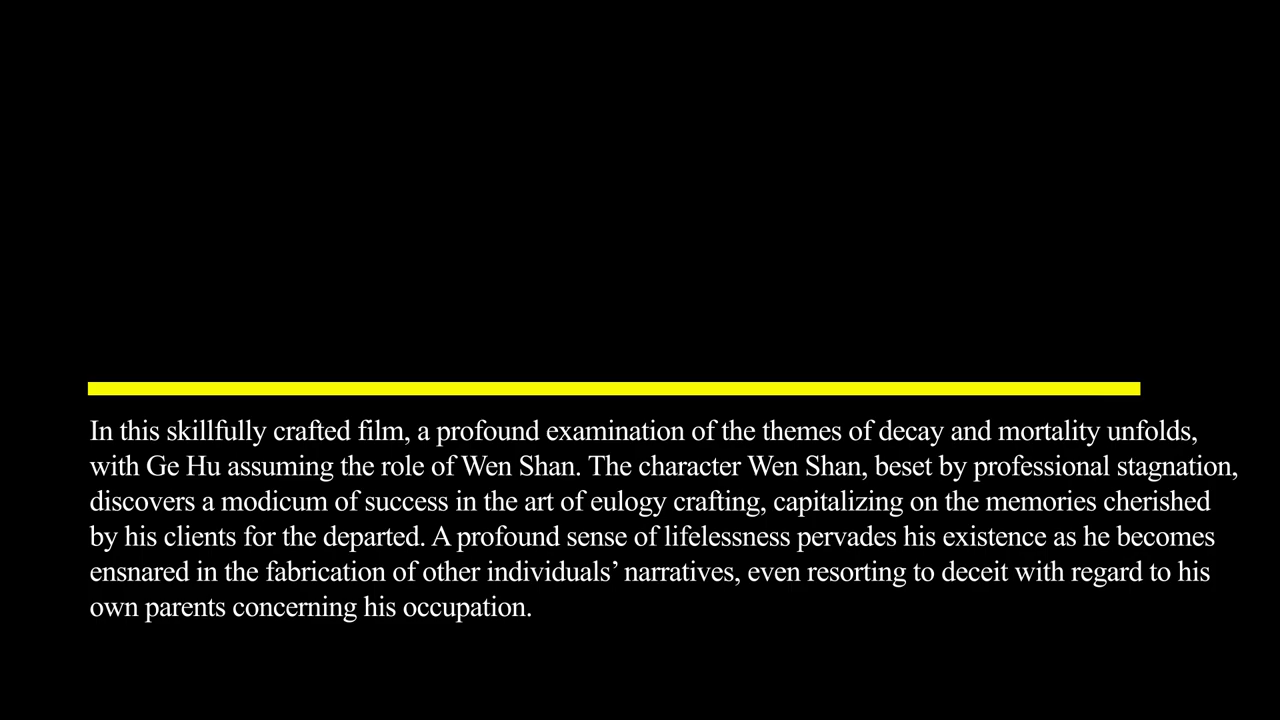 In this skillfully crafted film, a profound examination of the themes of decay and mortality unfolds,
with Ge Hu assuming the role of Wen Shan. The character Wen Shan, beset by professional stagnation,
discovers a modicum of success in the art of eulogy crafting, capitalizing on the memories cherished
by his clients for the departed. A profound sense of lifelessness pervades his existence as he becomes
ensnared in the fabrication of other individuals’ narratives, even resorting to deceit with regard to his
own parents concerning his occupation.